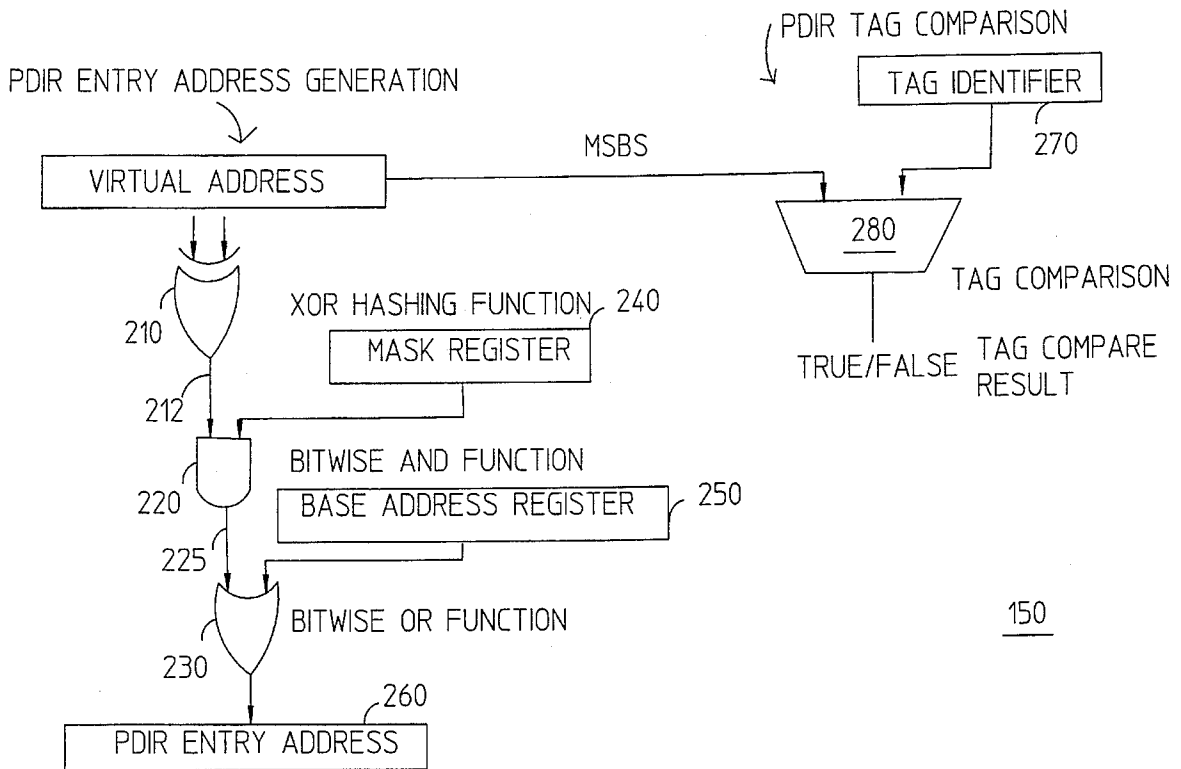 PDIR TAG COMPARISON
PDIR ENTRY ADDRESS GENERATION
TAG IDENTIFIER
270
MSBS
VIRTUAL ADDRESS
280
TAG COMPARISON
210
XOR HASHING FUNCTION
240
MASK REGISTER
TRUE/FALSE
TAG COMPARE
RESULT
212
220
BITWISE AND FUNCTION
BASE ADDRESS REGISTER
250
225
BITWISE OR FUNCTION
150
230
260
PDIR ENTRY ADDRESS